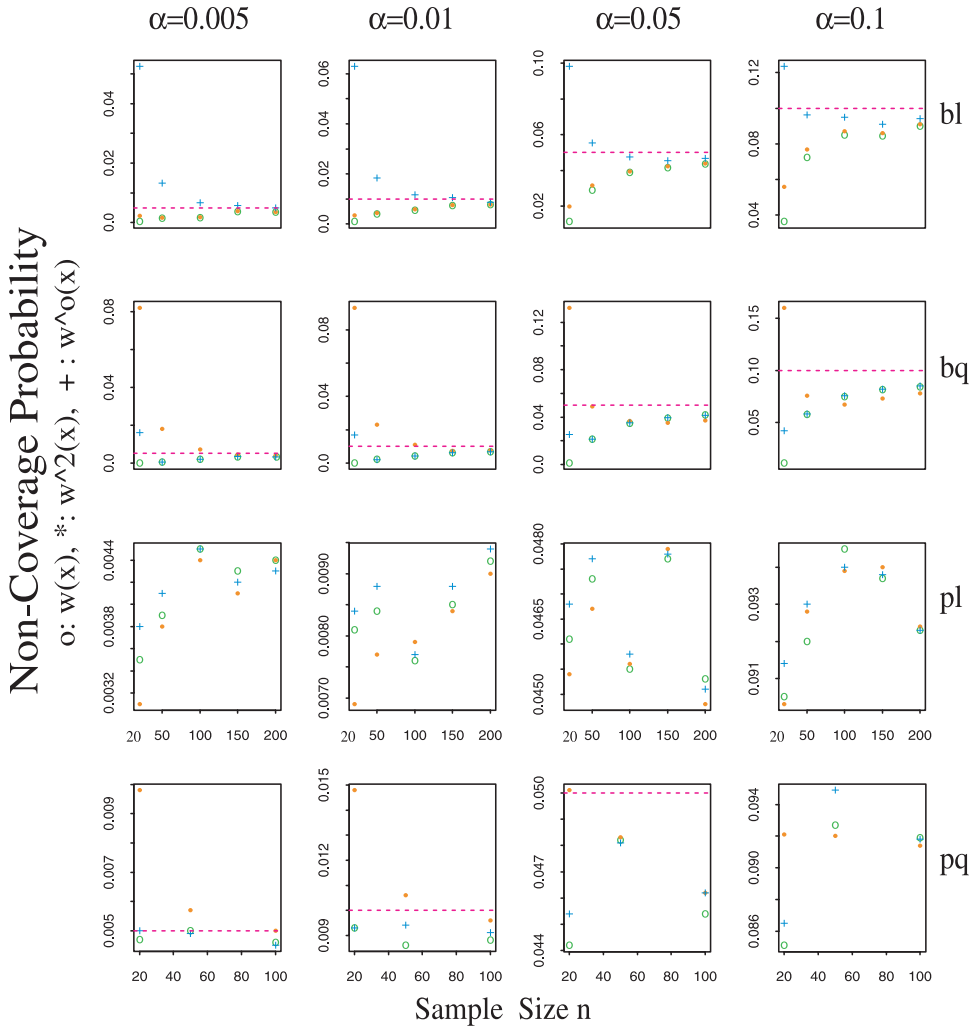 α=0.005 α=0.01 α=0.05 α=0.1
Non-Coverage Probability
o: w(x), *: w^2(x), + : w^o(x)
0.0 0.02 0.04
0.0 0.02 0.04 0.06
0.02 0.06 0.10
0.04 0.08 0.12
bl
0.0 0.04 0.08
0.0 0.04 0.08
0.0 0.04 0.08 0.12
0.05 0.10 0.15
bq
0.0032 0.0038 0.0044
0.0070 0.0080 0.0090
0.0450 0.0465 0.0480
0.091 0.093
pl
20 50 100 150 200
20 50 100 150 200
20 50 100 150 200
20 50 100 150 200
0.005 0.007 0.009
0.009 0.012 0.015
0.044 0.047 0.050
0.086 0.090 0.094
pq
20 40 60 80 100
20 40 60 80 100
20 40 60 80 100
20 40 60 80 100
Sample Size n